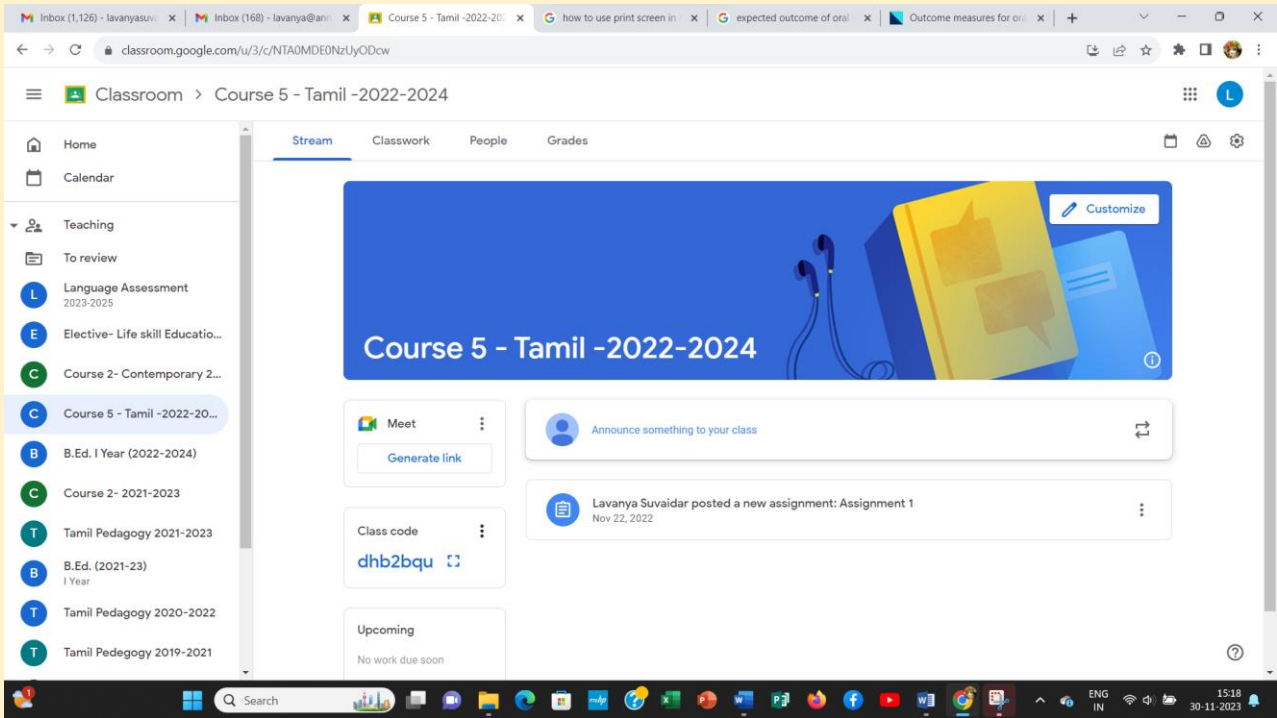 Inbox (1,126) - lavanyasuv
Inbox (168) - lavanya@ann
Course 5 - Tamil -2022-202
how to use print screen in
expected outcome of oral
Outcome measures for ora
classroom.google.com/u/3/c/NTA0MDE0NzUyODcw
Classroom > Course 5 - Tamil -2022-2024
L
Home
Calendar
Teaching
To review
L Language Assessment
2023-2025
E Elective- Life skill Educatio...
C Course 2- Contemporary 2...
C Course 5 - Tamil -2022-20...
B B.Ed. I Year (2022-2024)
C Course 2- 2021-2023
T Tamil Pedagogy 2021-2023
B B.Ed. (2021-23)
I Year
T Tamil Pedagogy 2020-2022
T Tamil Pedegogy 2019-2021
Stream Classwork People Grades
Customize
Course 5 - Tamil -2022-2024
Meet
Generate link
Class code
dhb2bqu
Upcoming
No work due soon
Announce something to your class
Lavanya Suvaidar posted a new assignment: Assignment 1
Nov 22, 2022
Search
ENG
IN
15:18
30-11-2023